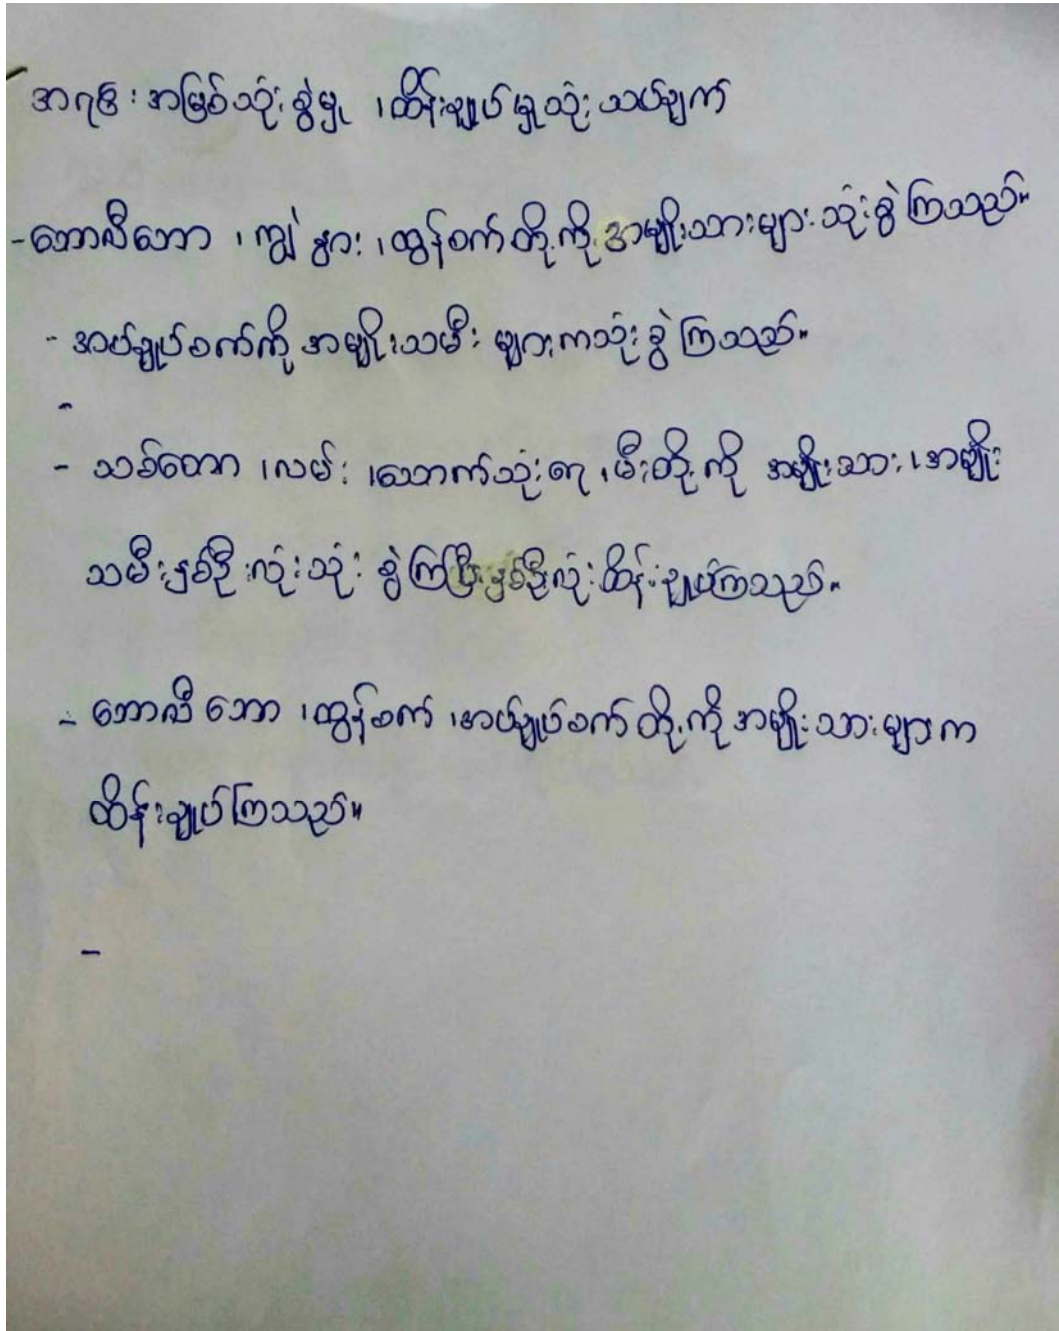 အရင်းအမြစ်သုံးစွဲမှု ၊ထိန်းချုပ်မှုသုံးသပ်ချက်
-ဘောလီဘော ၊ ကျွဲ နွား ၊ထွန်စက်တို့ကို အမျိုးသားများသုံးစွဲကြသည်။
- အပ်ချုပ်စက်ကို အမျိုးသမီး များကသုံးစွဲကြသည်။
-
- သစ်တော ၊လမ်း ၊သောက်သုံးရေ ၊မီးတို့ကို အမျိုးသား ၊အမျိုး
သမီးနှစ်ဦးလုံးသုံး စွဲကြပြီးနှစ်ဦးလုံးထိန်းချုပ်ကြသည်။
- ဘောလီဘော ၊ထွန်စက် ၊အပ်ချုပ်စက်တို့ကိုအမျိုးသားများက
ထိန်းချုပ်ကြသည်။
-